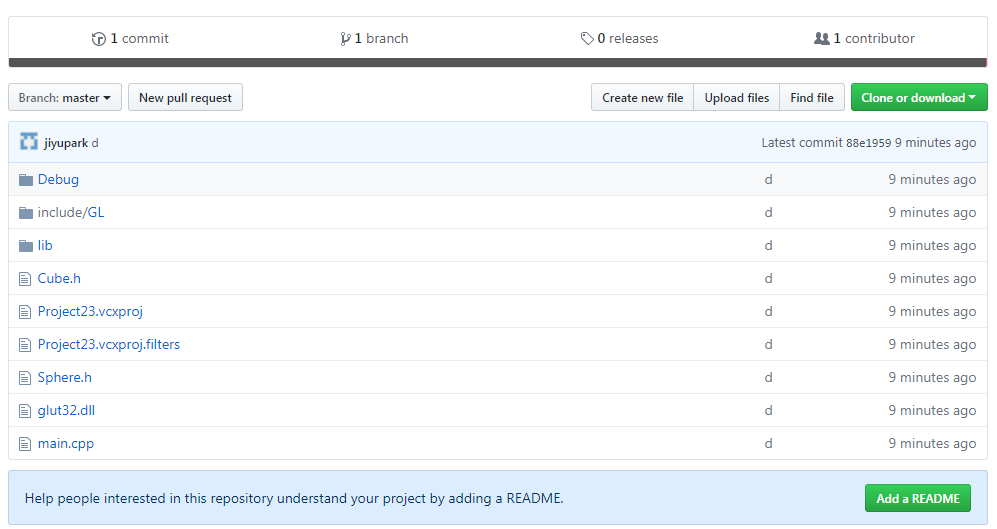 1 commit 1 branch 0 releases 1 contributor
Branch: master New pull request Create new file Upload files Find file Clone or download
jiyupark d Latest commit 88e1959 9 minutes ago
Debug d 9 minutes ago
include/GL d 9 minutes ago
lib d 9 minutes ago
Cube.h d 9 minutes ago
Project23.vcxproj d 9 minutes ago
Project23.vcxproj.filters d 9 minutes ago
Sphere.h d 9 minutes ago
glut32.dll d 9 minutes ago
main.cpp d 9 minutes ago
Help people interested in this repository understand your project by adding a README. Add a README